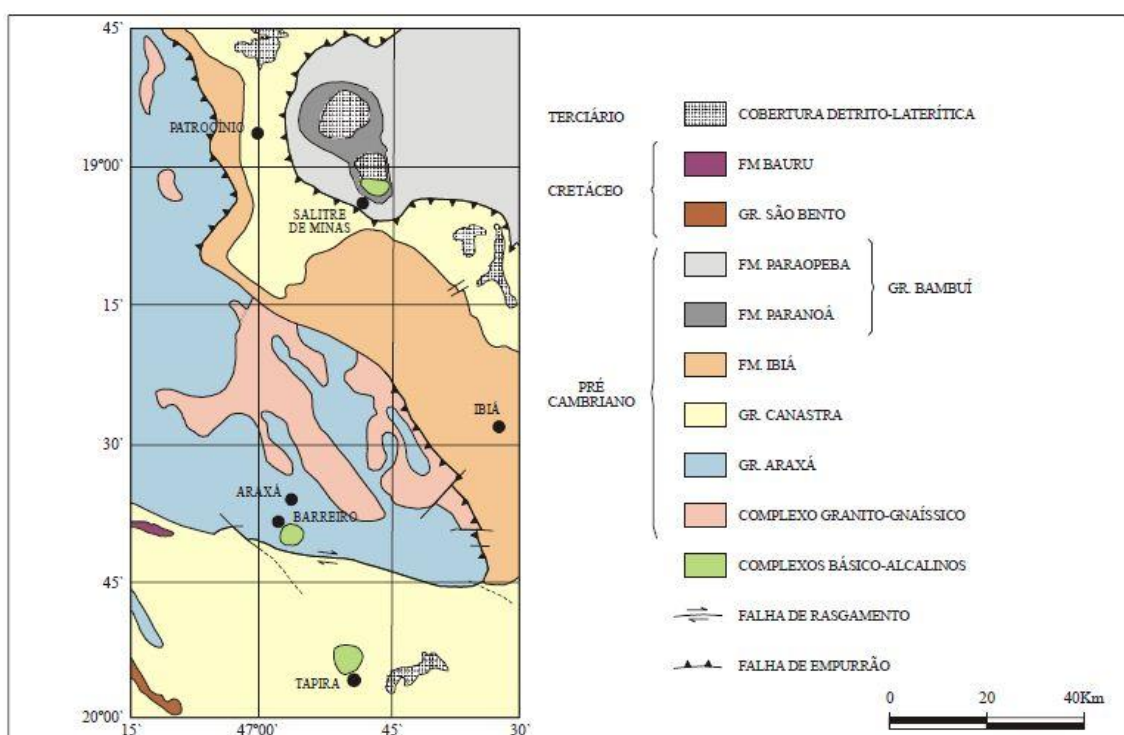 45`
PATROCÍNIO
19°00`
SALITRE
DE MINAS
15`
IBIÁ
30`
ARAXÁ
BARREIRO
45`
TAPIRA
20°00`
15`
47°00`
45`
30`
TERCIÁRIO
COBERTURA DETRITO-LATERÍTICA
CRETÁCEO
FM BAURU
GR. SÃO BENTO
PRÉ
CAMBRIANO
FM. PARAOPEBA
FM. PARANOÁ
GR. BAMBUÍ
FM. IBIÁ
GR. CANASTRA
GR. ARAXÁ
COMPLEXO GRANITO-GNAÍSSICO
COMPLEXOS BÁSICO-ALCALINOS
FALHA DE RASGAMENTO
FALHA DE EMPURRÃO
0 20 40Km